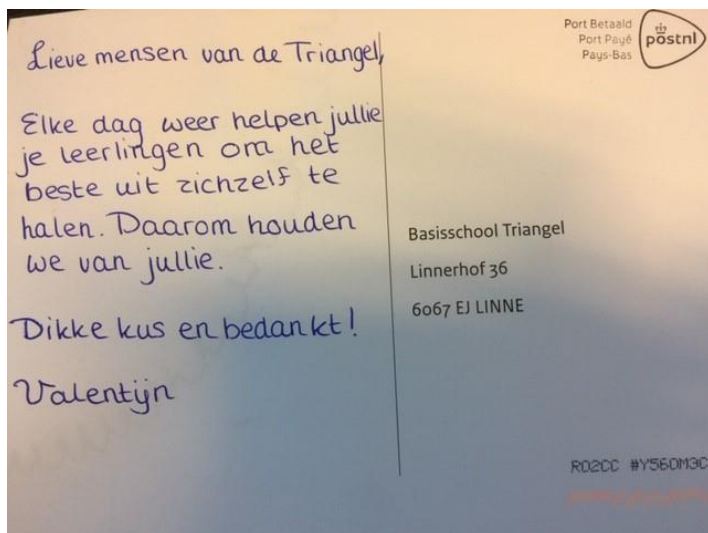 Lieve mensen van de Triangel,
Elke dag weer helpen jullie
je leerlingen om het
beste uit zichzelf te
halen. Daarom houden
we van jullie.
Dikke kus en bedankt!
Valentijn
Port Betaald
Port Payé
Pays-Bas
postnl
Basisschool Triangel
Linnerhof 36
6067 EJ LINNE
RO2CC #Y560M3C